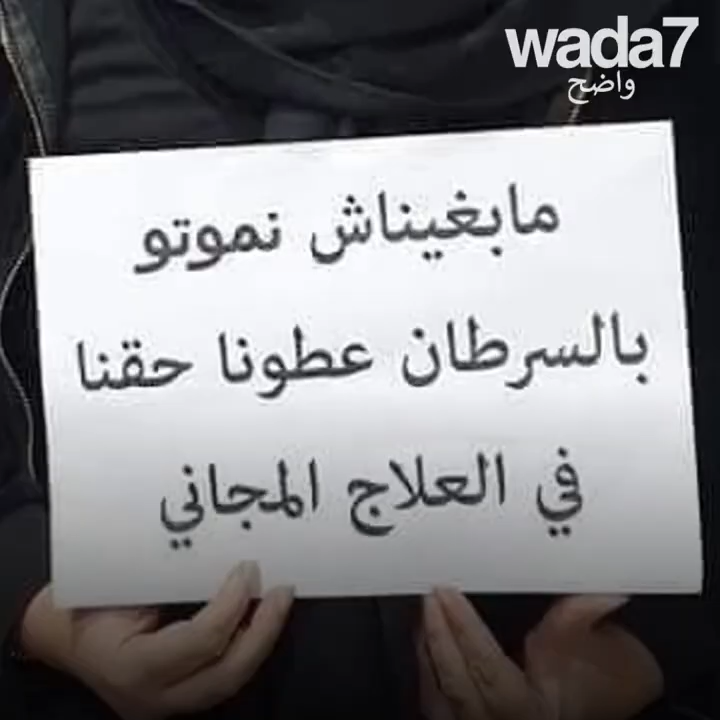 wada7
واضح
مابغيناش نموتو
بالسرطان عطونا حقنا
في العلاج المجاني